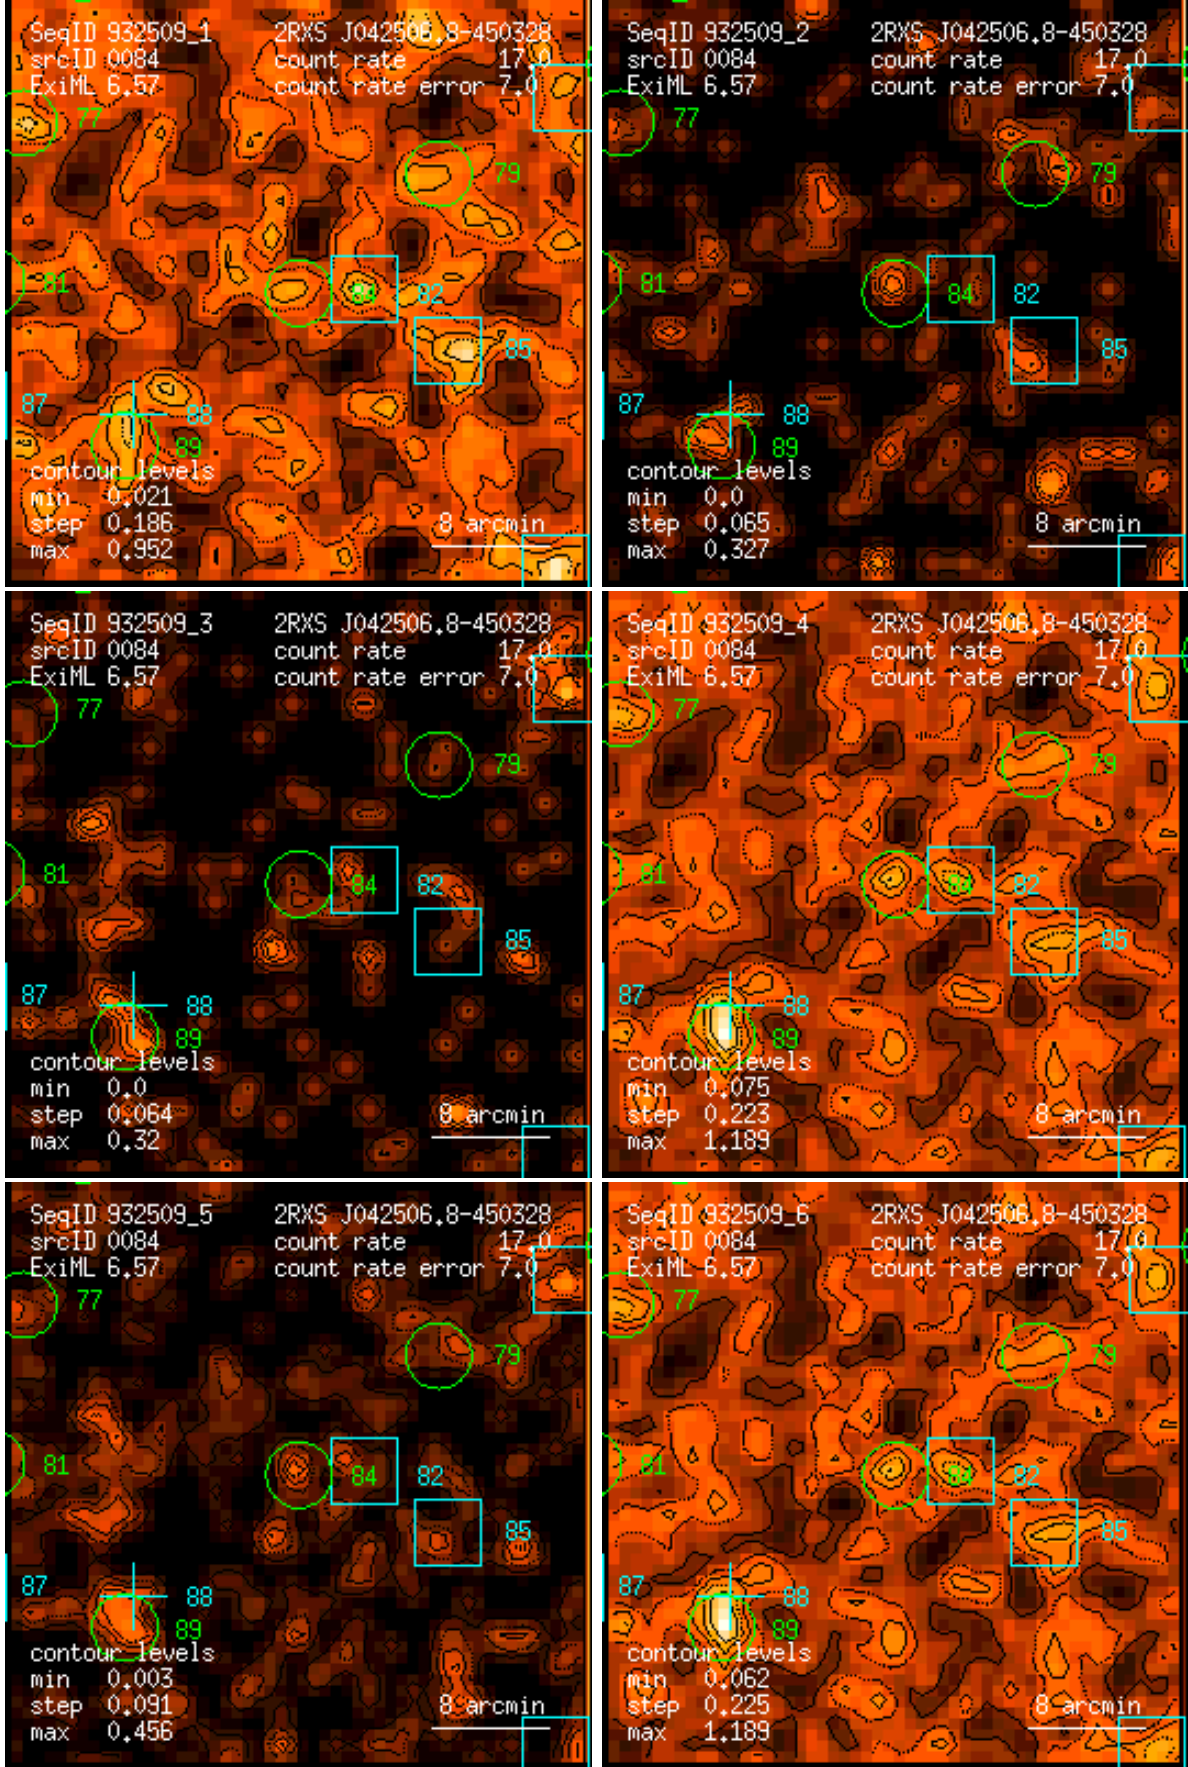 SeqID 932509_1 2RXS J042506.8-450328
srcID 0084 count rate 17.0
ExiML 6.57 count rate error 7.0
77
79
81 84 82
85
87 88
89
contour levels
min 0.021
step 0.186 8 arcmin
max 0.952
SeqID 932509_2 2RXS J042506.8-450328
srcID 0084 count rate 17.0
ExiML 6.57 count rate error 7.0
77
79
81 84 82
85
87 88
89
contour levels
min 0.0
step 0.065 8 arcmin
max 0.327
SeqID 932509_3 2RXS J042506.8-450328
srcID 0084 count rate 17.0
ExiML 6.57 count rate error 7.0
77
79
81 84 82
85
87 88
89
contour levels
min 0.0
step 0.064 8 arcmin
max 0.32
SeqID 932509_4 2RXS J042506.8-450328
srcID 0084 count rate 17.0
ExiML 6.57 count rate error 7.0
77
79
81 84 82
85
87 88
89
contour levels
min 0.075
step 0.223 8 arcmin
max 1.189
SeqID 932509_5 2RXS J042506.8-450328
srcID 0084 count rate 17.0
ExiML 6.57 count rate error 7.0
77
79
81 84 82
85
87 88
89
contour levels
min 0.003
step 0.091 8 arcmin
max 0.456
SeqID 932509_6 2RXS J042506.8-450328
srcID 0084 count rate 17.0
ExiML 6.57 count rate error 7.0
77
79
81 84 82
85
87 88
89
contour levels
min 0.062
step 0.225 8 arcmin
max 1.189